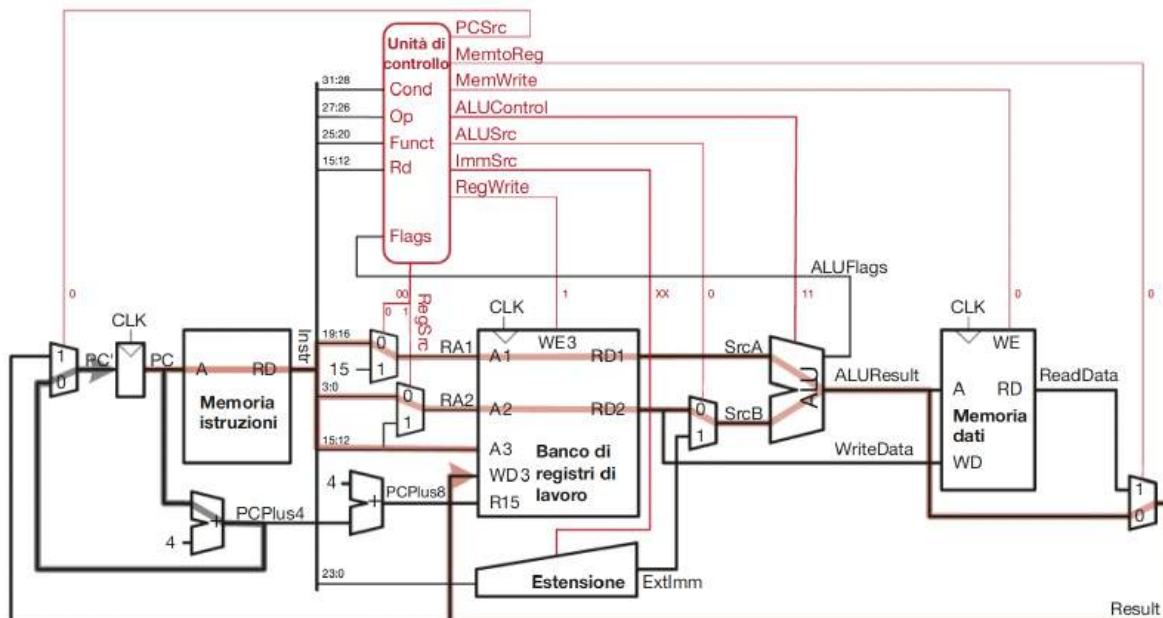 PCSrc
Unità di
controllo
MemtoReg
MemWrite
ALUControl
ALUSrc
ImmSrc
RegWrite
31:28
Cond
27:26
Op
25:20
Funct
15:12
Rd
Flags
ALUFlags
0
00
RegSrc
0 1
1
XX
0
11
0
0
CLK
CLK
CLK
1
0
PC'
PC
A RD
Memoria
istruzioni
Instr
19:16
0
15
1
RA1
3:0
0
1
RA2
15:12
WE3
A1 RD1
A2 RD2
A3
WD3
R15
Banco di
registri di
lavoro
SrcA
0
1
SrcB
ALU
ALUResult
WriteData
WE
A RD
Memoria
dati
WD
ReadData
1
0
4
+
PCPlus8
+
PCPlus4
4
23:0
Estensione
ExtImm
Result